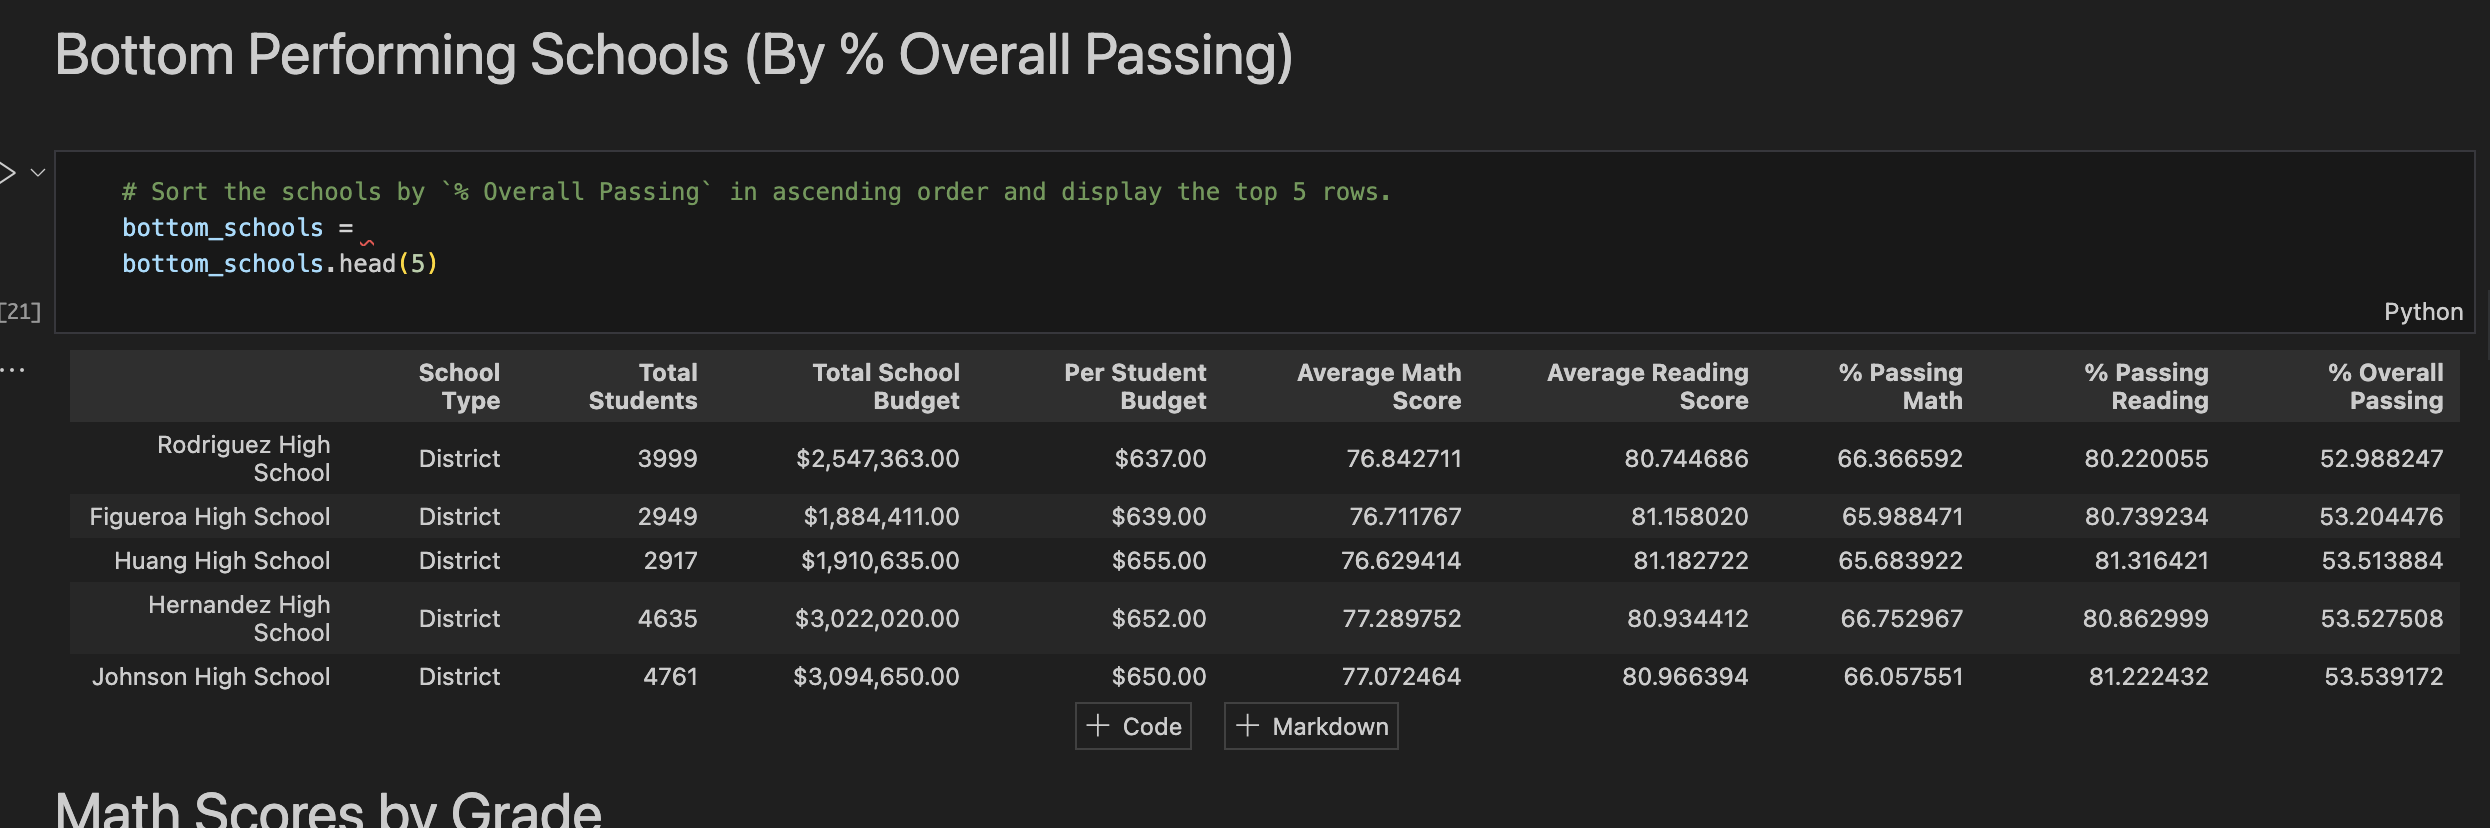 Bottom Performing Schools (By % Overall Passing)
# Sort the schools by `% Overall Passing` in ascending order and display the top 5 rows.
bottom_schools =
bottom_schools.head(5)
[21]
Python
School Type Total Students Total School Budget Per Student Budget Average Math Score Average Reading Score % Passing Math % Passing Reading % Overall Passing
Rodriguez High School District 3999 $2,547,363.00 $637.00 76.842711 80.744686 66.366592 80.220055 52.988247
Figueroa High School District 2949 $1,884,411.00 $639.00 76.711767 81.158020 65.988471 80.739234 53.204476
Huang High School District 2917 $1,910,635.00 $655.00 76.629414 81.182722 65.683922 81.316421 53.513884
Hernandez High School District 4635 $3,022,020.00 $652.00 77.289752 80.934412 66.752967 80.862999 53.527508
Johnson High School District 4761 $3,094,650.00 $650.00 77.072464 80.966394 66.057551 81.222432 53.539172
+ Code + Markdown
Math Scores by Grade